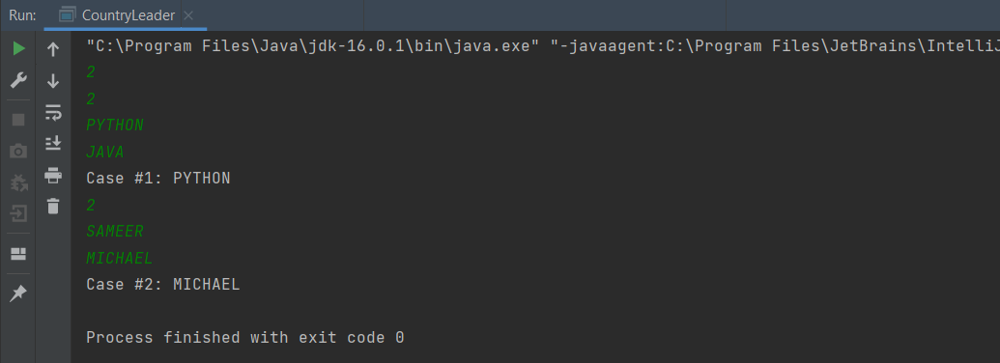 Run: CountryLeader
"C:\Program Files\Java\jdk-16.0.1\bin\java.exe" "-javaagent:C:\Program Files\JetBrains\IntelliJ
2
2
PYTHON
JAVA
Case #1: PYTHON
2
SAMEER
MICHAEL
Case #2: MICHAEL
Process finished with exit code 0